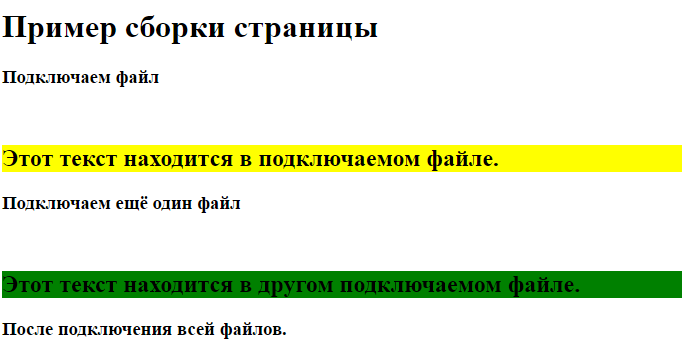 Пример сборки страницы
Подключаем файл
Этот текст находится в подключаемом файле.
Подключаем ещё один файл
Этот текст находится в другом подключаемом файле.
После подключения всей файлов.